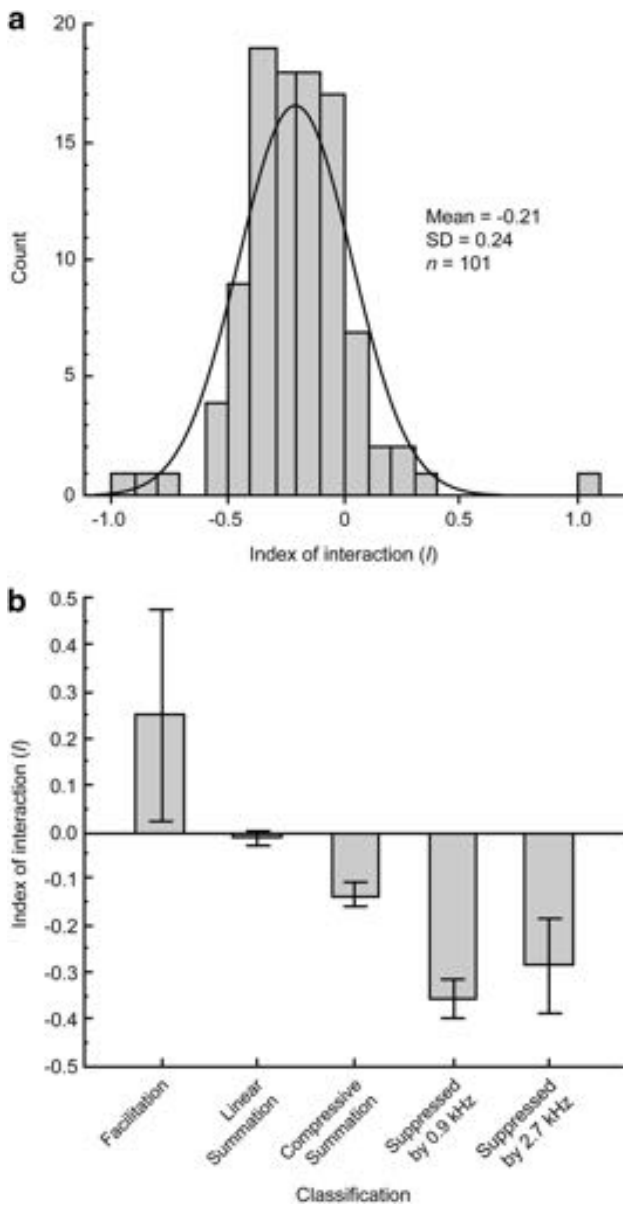 a
20
15
10
5
0
Count
Mean = -0.21
SD = 0.24
n = 101
-1.0 -0.5 0 0.5 1.0
Index of interaction (I)
b
0.5
0.4
0.3
0.2
0.1
0.0
-0.1
-0.2
-0.3
-0.4
-0.5
Index of interaction (I)
Facilitation
Linear
Summation
Compressive
Summation
Suppressed
by 0.9 kHz
Suppressed
by 2.7 kHz
Classification